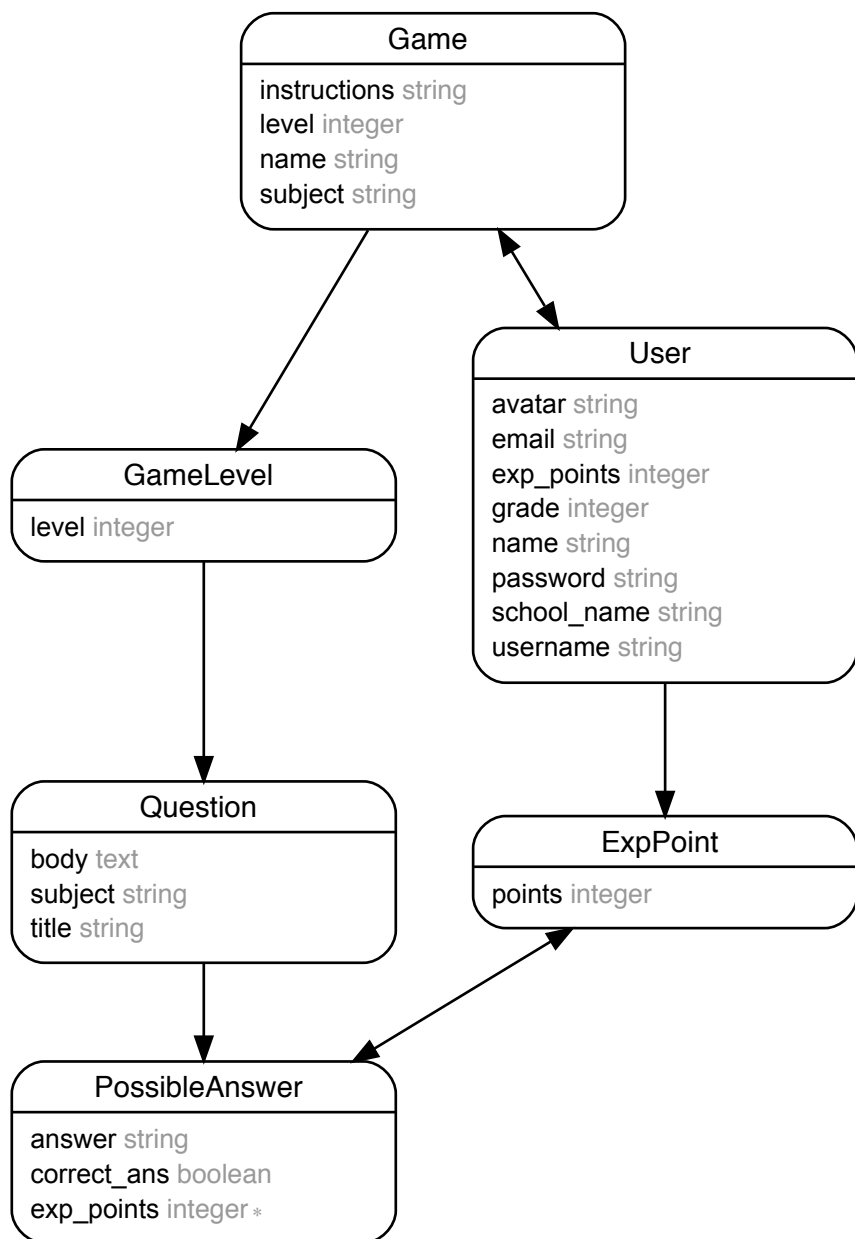 Game
instructions string
level integer
name string
subject string
User
avatar string
email string
exp_points integer
grade integer
name string
password string
school_name string
username string
GameLevel
level integer
Question
body text
subject string
title string
ExpPoint
points integer
PossibleAnswer
answer string
correct_ans boolean
exp_points integer *